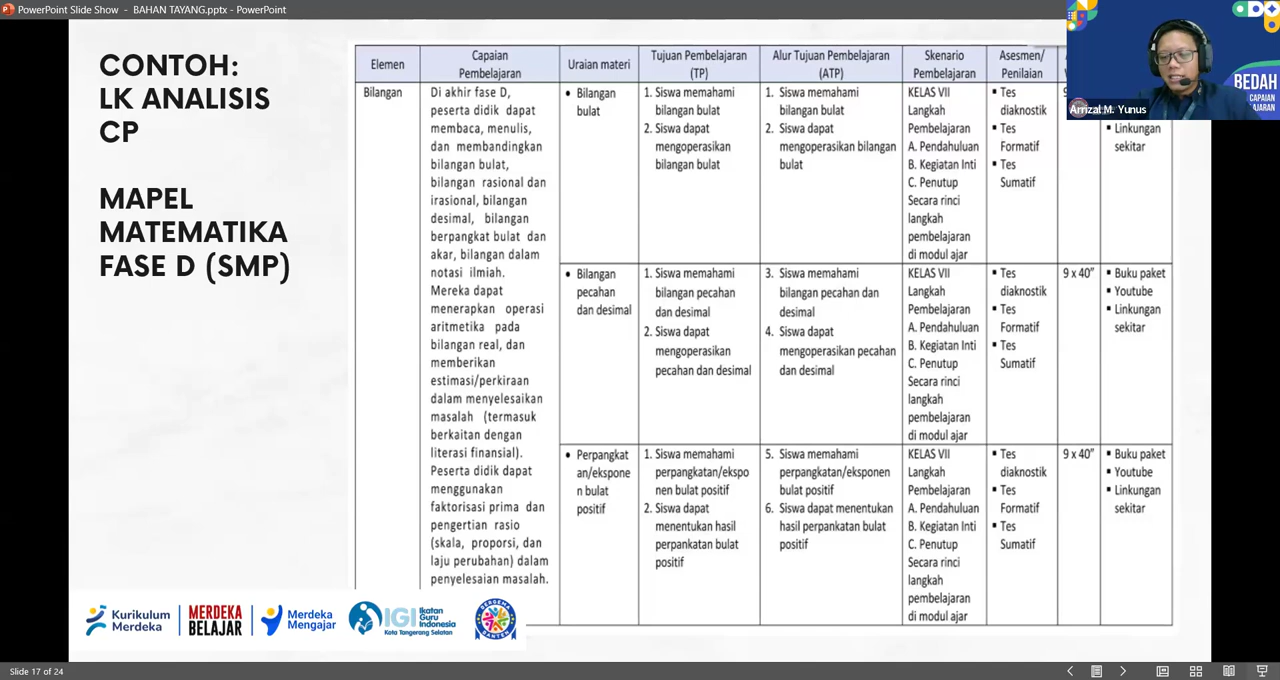 PowerPoint Slide Show - BAHAN TAYANG.pptx - PowerPoint
CONTOH:
LK ANALISIS
CP
MAPEL
MATEMATIKA
FASE D (SMP)
Elemen
Capaian
Pembelajaran
Uraian materi
Tujuan Pembelajaran
(TP)
Alur Tujuan Pembelajaran
(ATP)
Skenario
Pembelajaran
Asesmen/
Penilaian
Bilangan
Di akhir fase D,
peserta didik dapat
membaca, menulis,
dan membandingkan
bilangan bulat,
bilangan rasional dan
irasional, bilangan
desimal, bilangan
berpangkat bulat dan
akar, bilangan dalam
notasi ilmiah.
Mereka dapat
menerapkan operasi
aritmetika pada
bilangan real, dan
memberikan
estimasi/perkiraan
dalam menyelesaikan
masalah (termasuk
berkaitan dengan
literasi finansial).
Peserta didik dapat
menggunakan
faktorisasi prima dan
pengertian rasio
(skala, proporsi, dan
laju perubahan) dalam
penyelesaian masalah.
• Bilangan
bulat
1. Siswa memahami
bilangan bulat
2. Siswa dapat
mengoperasikan
bilangan bulat
1. Siswa memahami
bilangan bulat
2. Siswa dapat
mengoperasikan bilangan
bulat
KELAS VII
Langkah
Pembelajaran
A. Pendahuluan
B. Kegiatan Inti
C. Penutup
Secara rinci
langkah
pembelajaran
di modul ajar
▪ Tes
diagnostik
▪ Tes
Formatif
▪ Tes
Sumatif
▪ Linkungan
sekitar
• Bilangan
pecahan
dan desimal
1. Siswa memahami
bilangan pecahan
dan desimal
2. Siswa dapat
mengoperasikan
pecahan dan desimal
3. Siswa memahami
bilangan pecahan dan
desimal
4. Siswa dapat
mengoperasikan pecahan
dan desimal
KELAS VII
Langkah
Pembelajaran
A. Pendahuluan
B. Kegiatan Inti
C. Penutup
Secara rinci
langkah
pembelajaran
di modul ajar
▪ Tes
diagnostik
▪ Tes
Formatif
▪ Tes
Sumatif
9 x 40”
▪ Buku paket
▪ Youtube
▪ Linkungan
sekitar
• Perpangkat
an/ekspone
n bulat
positif
1. Siswa memahami
perpangkatan/ekspo
nen bulat positif
2. Siswa dapat
menentukan hasil
perpankatan bulat
positif
5. Siswa memahami
perpangkatan/eksponen
bulat positif
6. Siswa dapat menentukan
hasil perpankatan bulat
positif
KELAS VII
Langkah
Pembelajaran
A. Pendahuluan
B. Kegiatan Inti
C. Penutup
Secara rinci
langkah
pembelajaran
di modul ajar
▪ Tes
diagnostik
▪ Tes
Formatif
▪ Tes
Sumatif
9 x 40”
▪ Buku paket
▪ Youtube
▪ Linkungan
sekitar
BEDAH
CAPAIAN
AJARAN
Arrizal M. Yunus
Kurikulum
Merdeka
MERDEKA
BELAJAR
Merdeka
Mengajar
IGI
Ikatan
Guru
Indonesia
Kota Tangerang Selatan
Slide 17 of 24